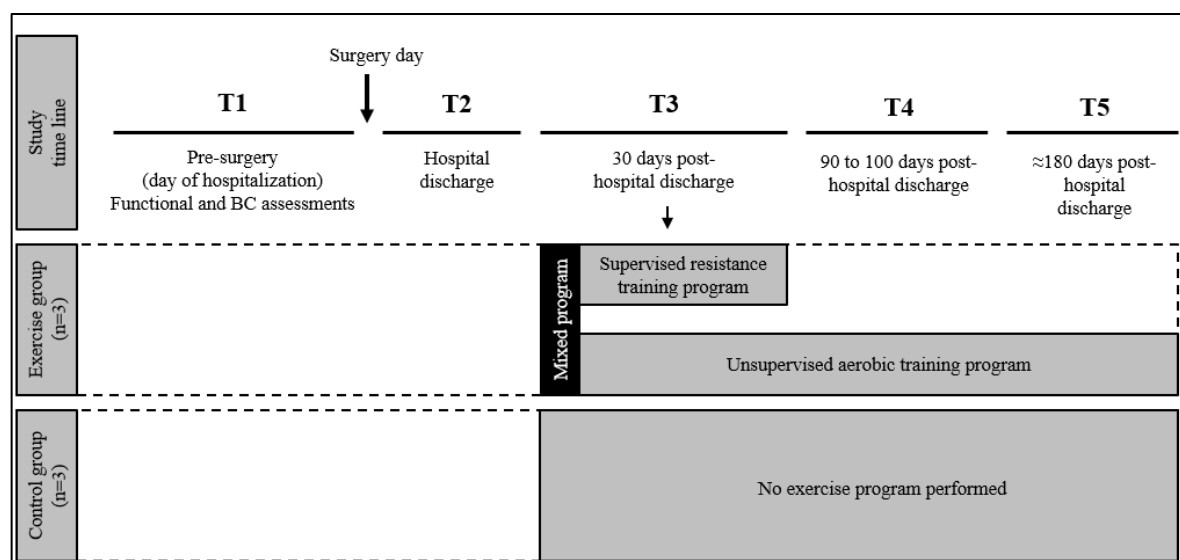 Study
time line
Surgery day
T1
T2
T3
T4
T5
Pre-surgery
(day of hospitalization)
Functional and BC assessments
Hospital
discharge
30 days post-
hospital discharge
90 to 100 days post-
hospital discharge
≈180 days post-
hospital
discharge
Exercise group
(n=3)
Mixed program
Supervised resistance
training program
Unsupervised aerobic training program
Control group
(n=3)
No exercise program performed